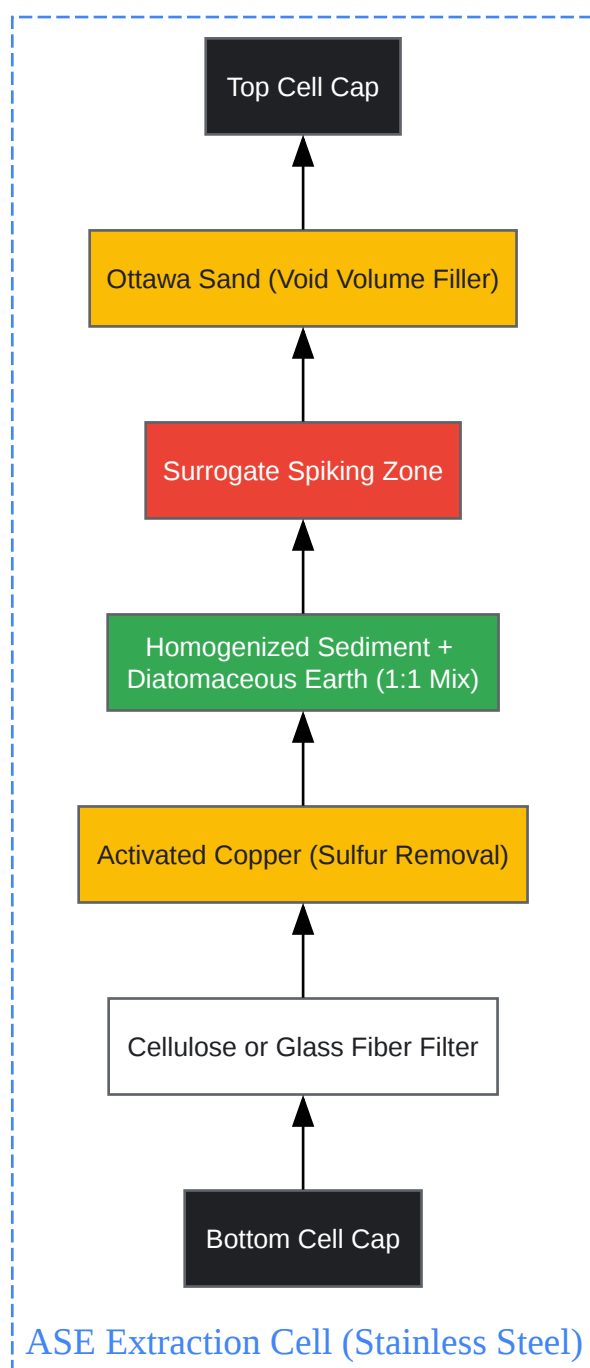 Top Cell Cap
Ottawa Sand (Void Volume Filler)
Surrogate Spiking Zone
Homogenized Sediment +
Diatomaceous Earth (1:1 Mix)
Activated Copper (Sulfur Removal)
Cellulose or Glass Fiber Filter
Bottom Cell Cap
ASE Extraction Cell (Stainless Steel)